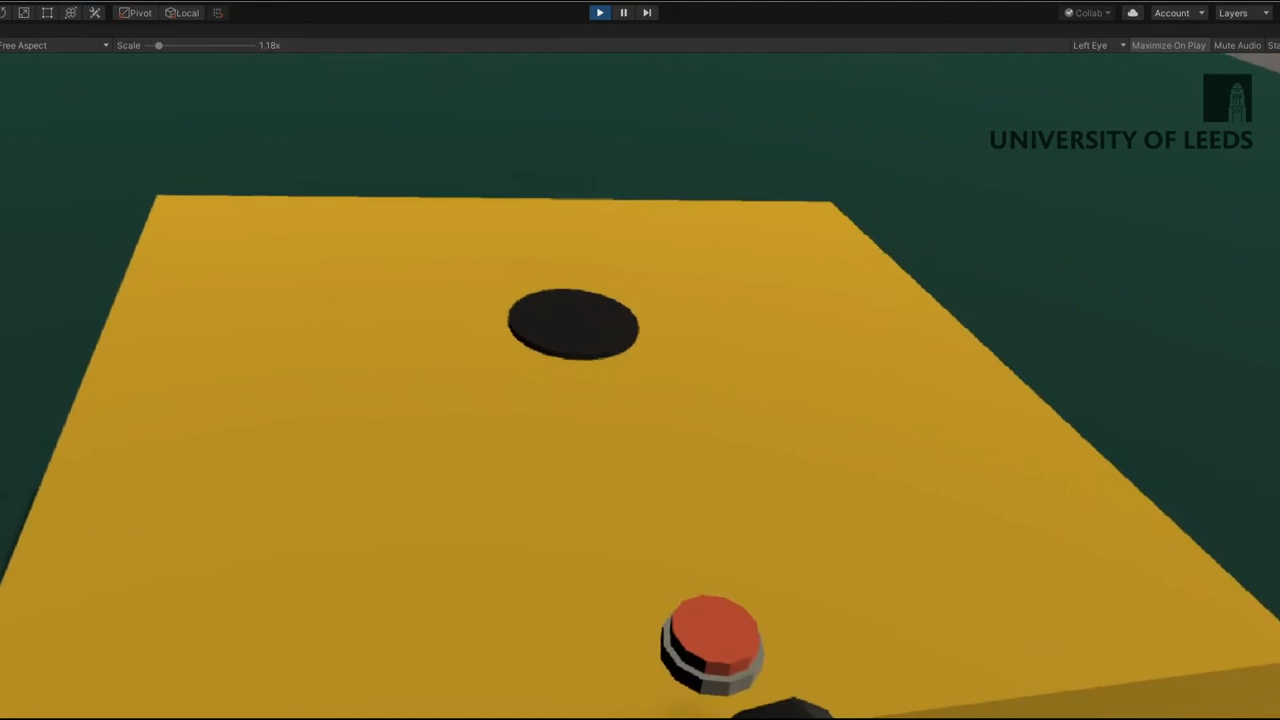 Pivot
Local
Collab
Account
Layers
Free Aspect
Scale
1.18x
Left Eye
Maximize On Play
Mute Audio
Sta
UNIVERSITY OF LEEDS